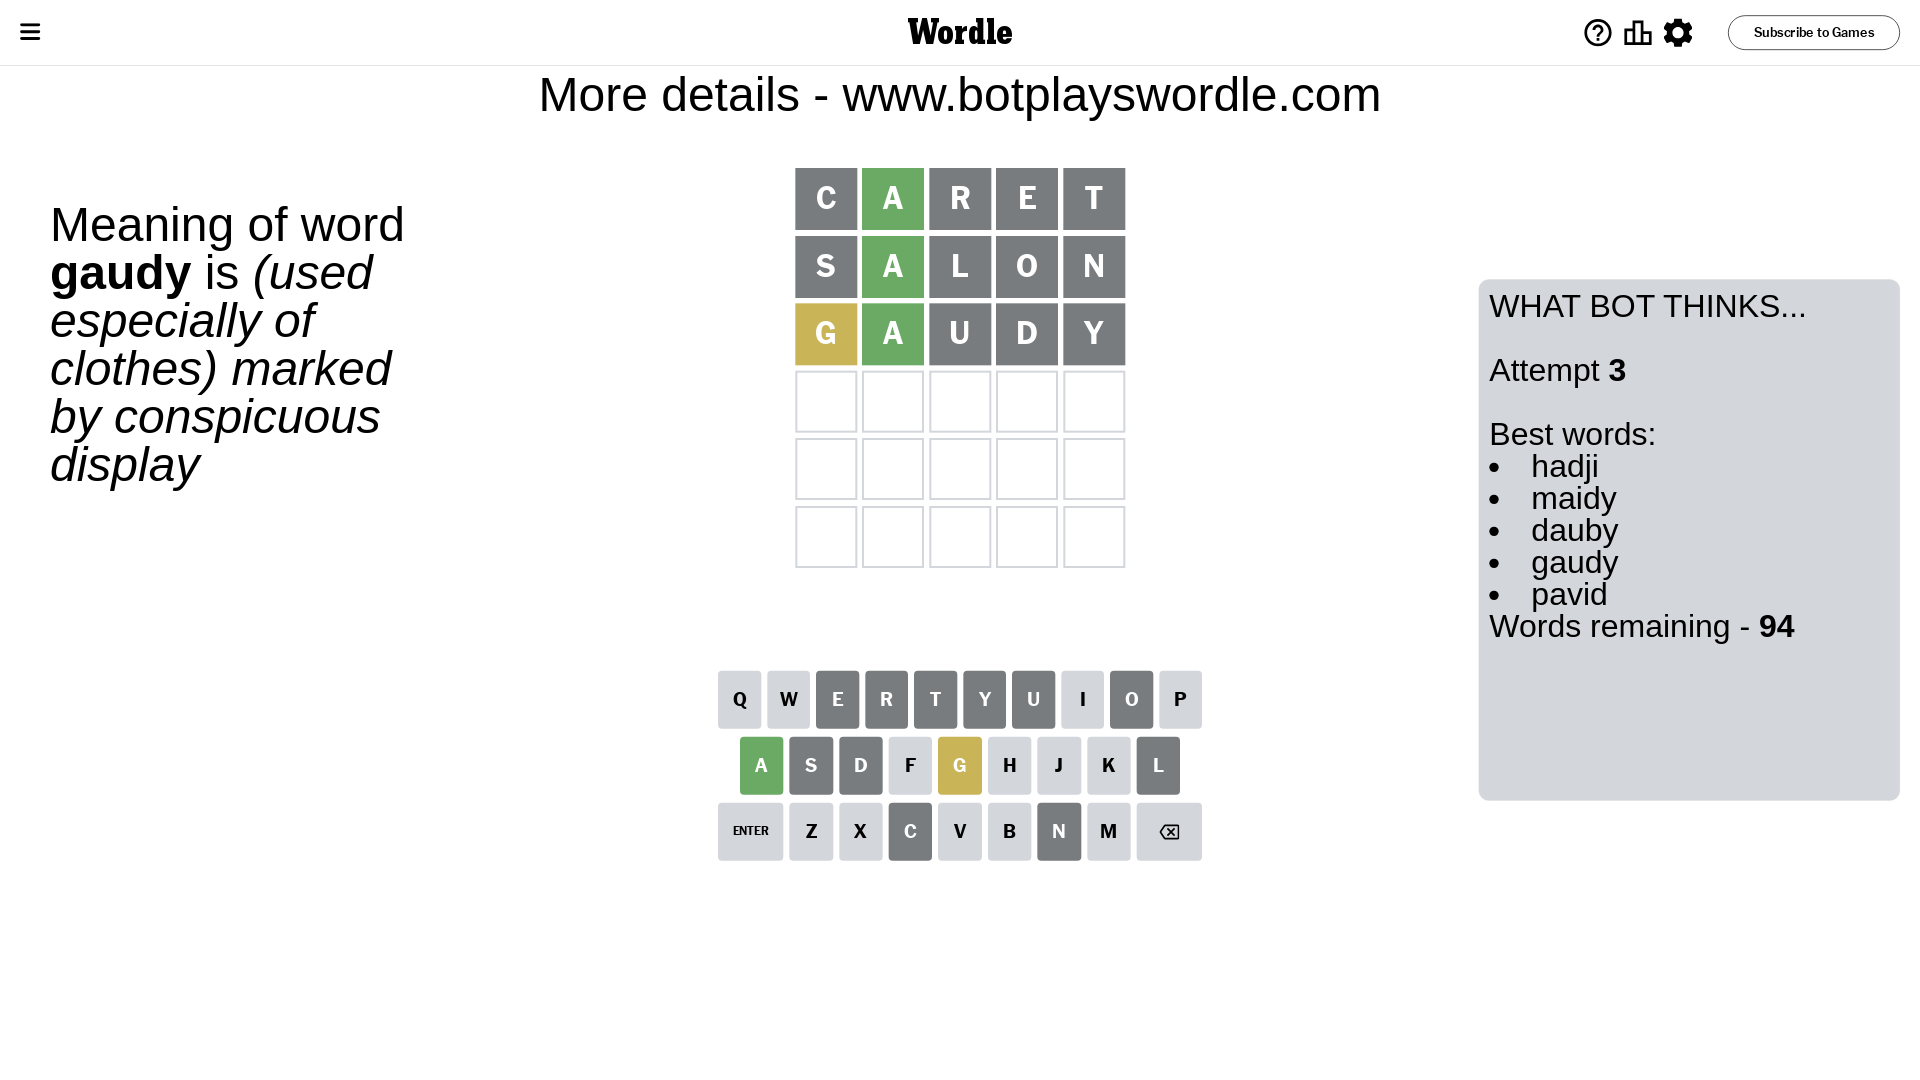 Wordle
Subscribe to Games
More details - www.botplayswordle.com
Meaning of word
gaudy is (used
especially of
clothes) marked
by conspicuous
display
C A R E T
S A L O N
G A U D Y
WHAT BOT THINKS...
Attempt 3
Best words:
• hadji
• maidy
• dauby
• gaudy
• pavid
Words remaining - 94
Q W E R T Y U I O P
A S D F G H J K L
ENTER Z X C V B N M